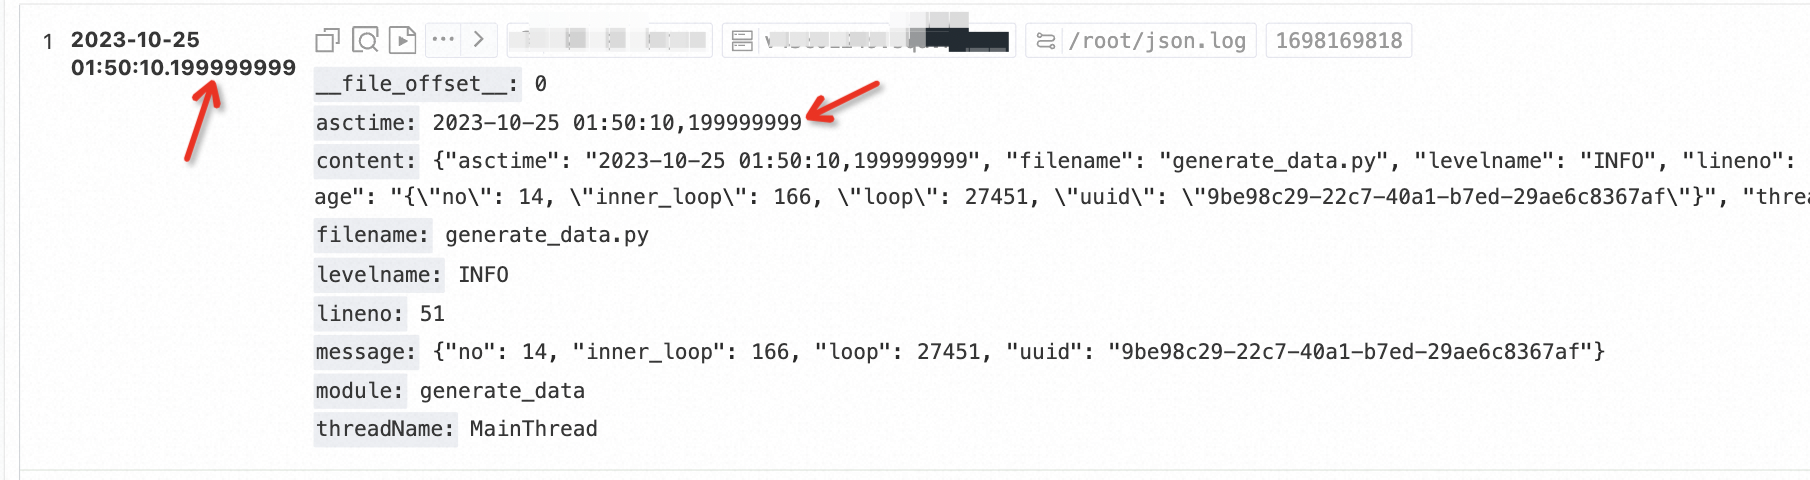 1
2023-10-25
01:50:10.199999999
/root/json.log
1698169818
__file_offset__: 0
asctime: 2023-10-25 01:50:10,199999999
content: {"asctime": "2023-10-25 01:50:10,199999999", "filename": "generate_data.py", "levelname": "INFO", "lineno":
age": "{\"no\": 14, \"inner_loop\": 166, \"loop\": 27451, \"uuid\": \"9be98c29-22c7-40a1-b7ed-29ae6c8367af\"}", "threa
filename: generate_data.py
levelname: INFO
lineno: 51
message: {"no": 14, "inner_loop": 166, "loop": 27451, "uuid": "9be98c29-22c7-40a1-b7ed-29ae6c8367af"}
module: generate_data
threadName: MainThread